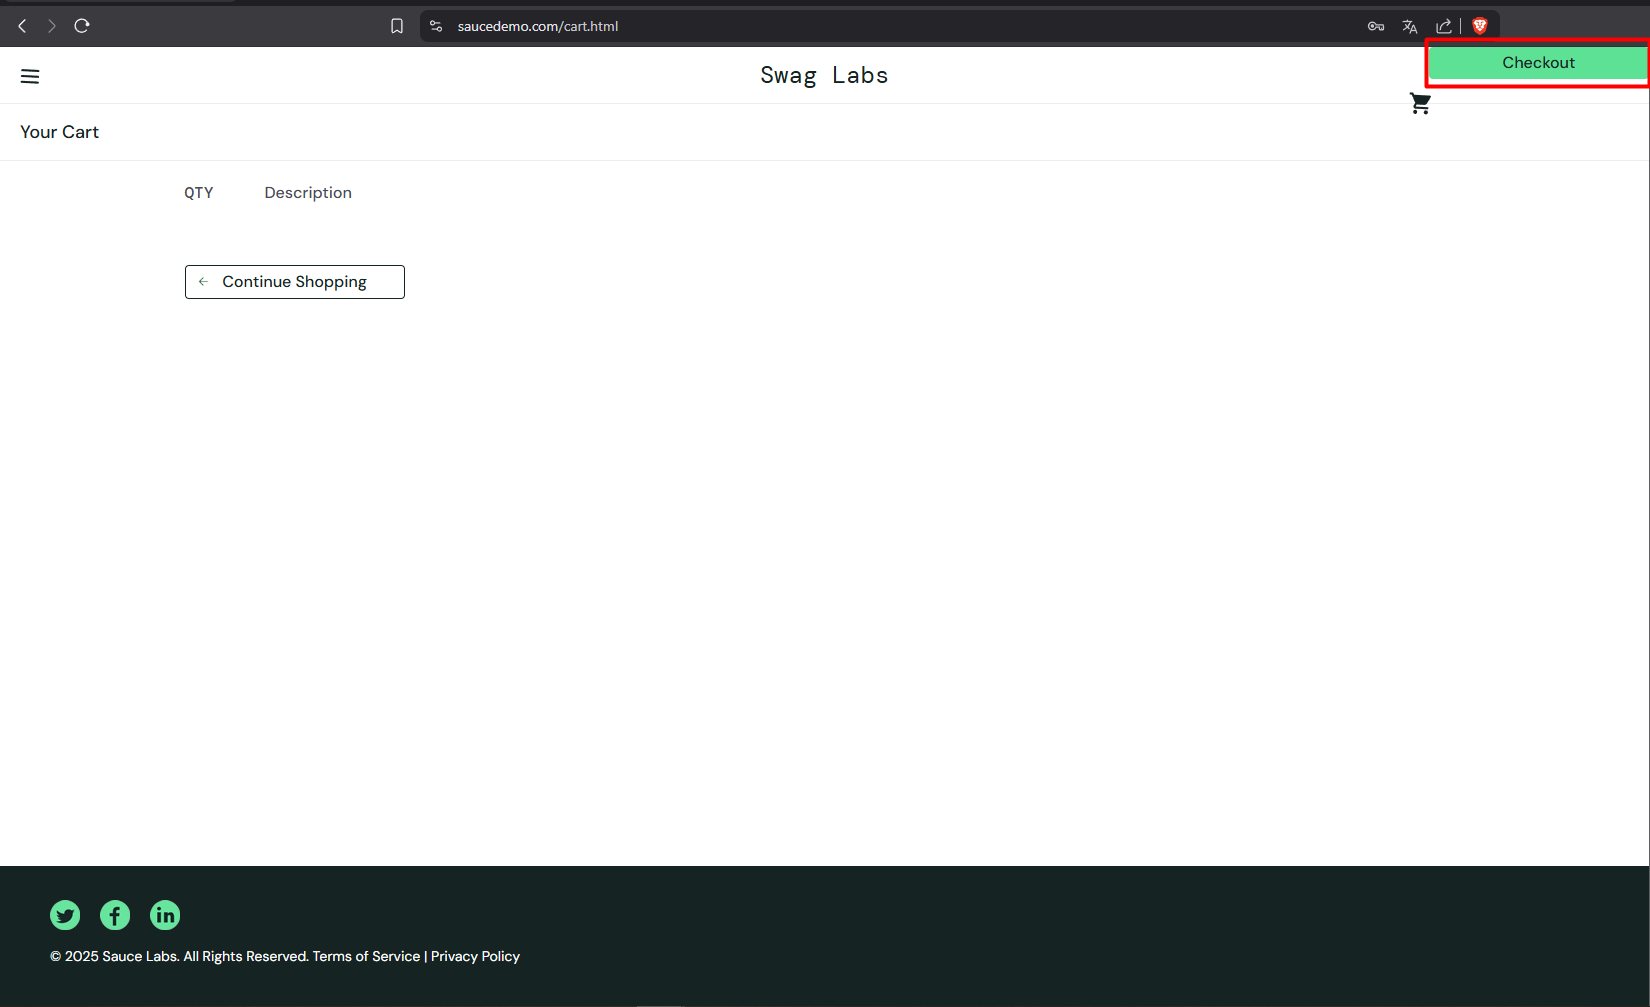 saucedemo.com/cart.html
Swag Labs
Checkout
Your Cart
QTY Description
Continue Shopping
© 2025 Sauce Labs. All Rights Reserved. Terms of Service | Privacy Policy